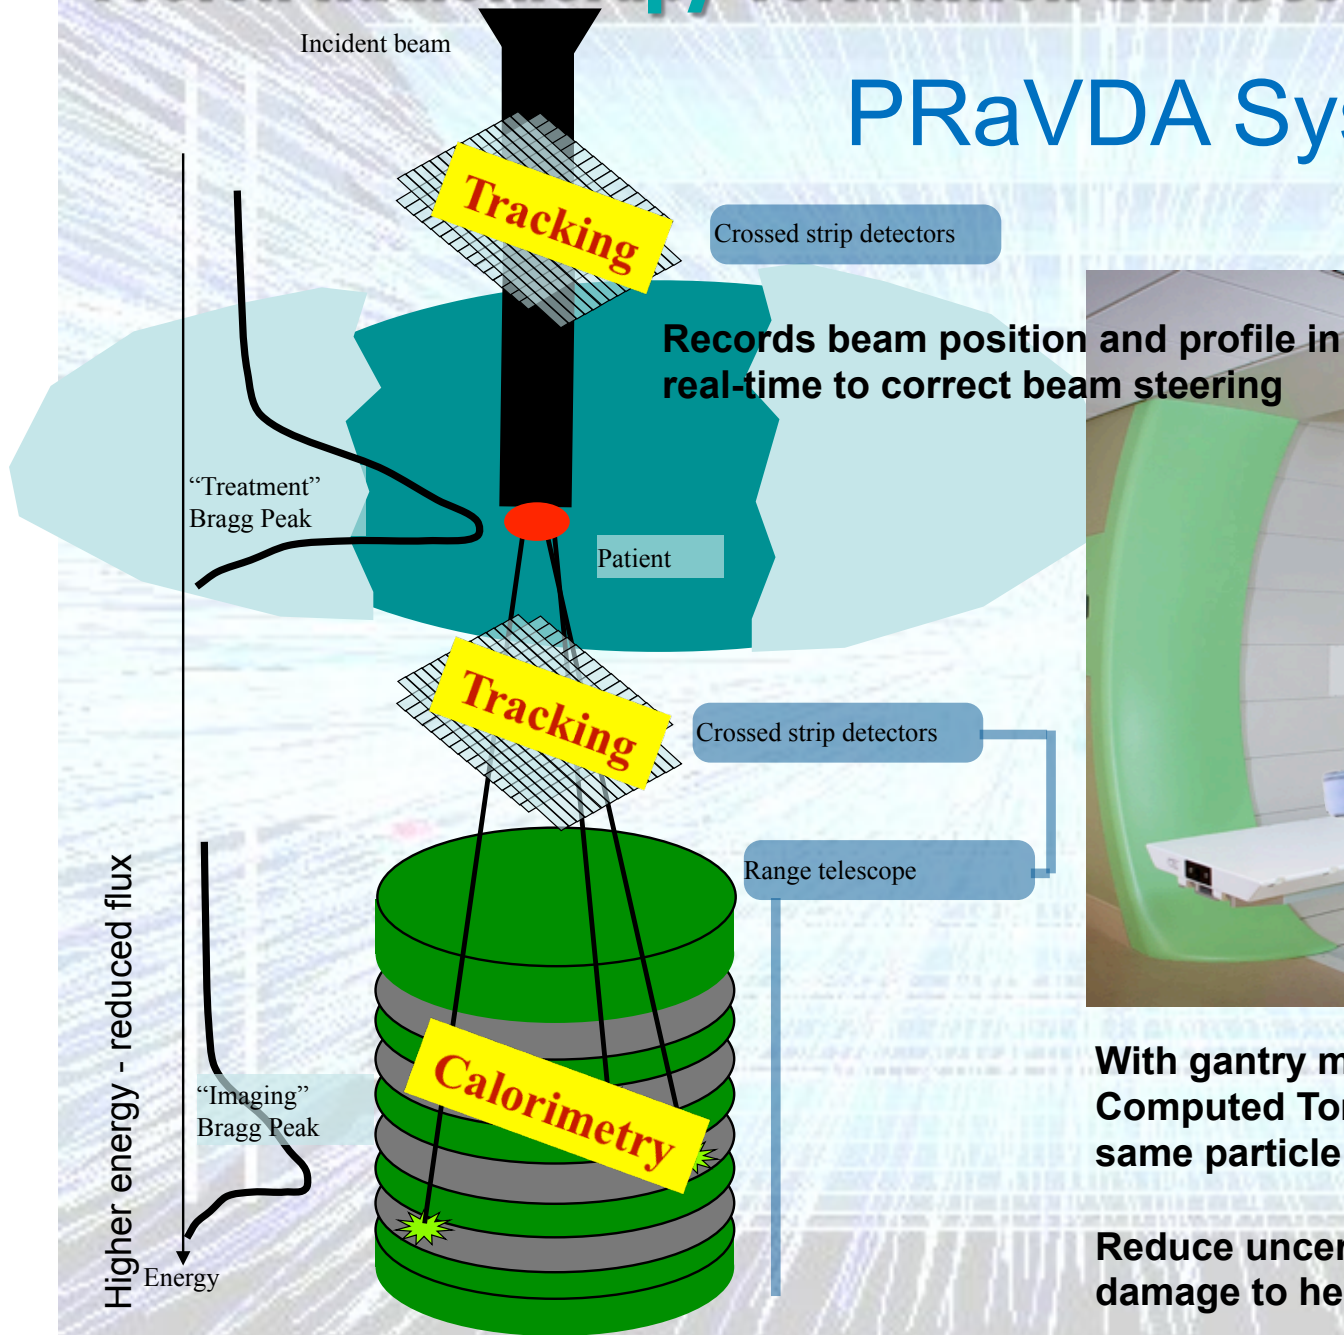 Incident beam
PRaVDA Sys
Tracking
Crossed strip detectors
Records beam position and profile in
real-time to correct beam steering
“Treatment”
Bragg Peak
Patient
Tracking
Crossed strip detectors
Range telescope
Higher energy - reduced flux
Calorimetry
“Imaging”
Bragg Peak
Energy
With gantry m
Computed To
same particle
Reduce uncer
damage to he